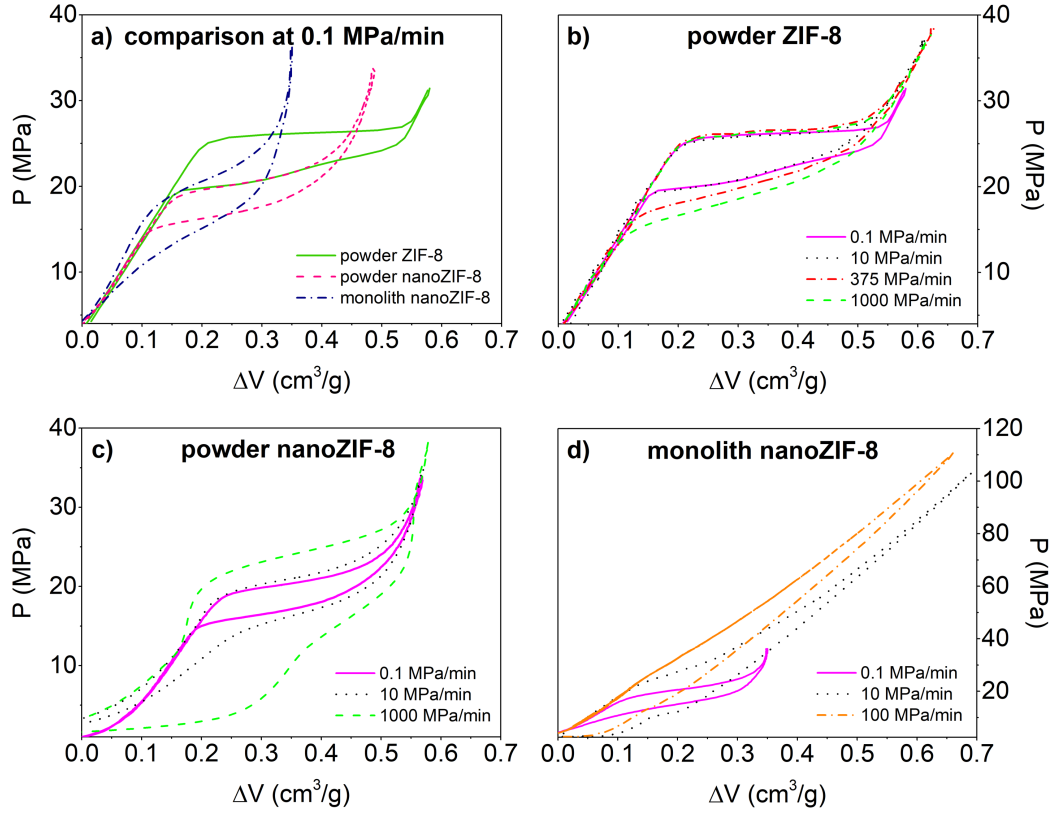 a) comparison at 0.1 MPa/min
40
30
20
10
P (MPa)
powder ZIF-8
powder nanoZIF-8
monolith nanoZIF-8
0.0 0.1 0.2 0.3 0.4 0.5 0.6 0.7
ΔV (cm³/g)
b) powder ZIF-8
40
30
20
10
P (MPa)
0.1 MPa/min
10 MPa/min
375 MPa/min
1000 MPa/min
0.0 0.1 0.2 0.3 0.4 0.5 0.6 0.7
ΔV (cm³/g)
c) powder nanoZIF-8
40
30
20
10
P (MPa)
0.1 MPa/min
10 MPa/min
1000 MPa/min
0.0 0.1 0.2 0.3 0.4 0.5 0.6 0.7
ΔV (cm³/g)
d) monolith nanoZIF-8
120
100
80
60
40
20
P (MPa)
0.1 MPa/min
10 MPa/min
100 MPa/min
0.0 0.1 0.2 0.3 0.4 0.5 0.6 0.7
ΔV (cm³/g)